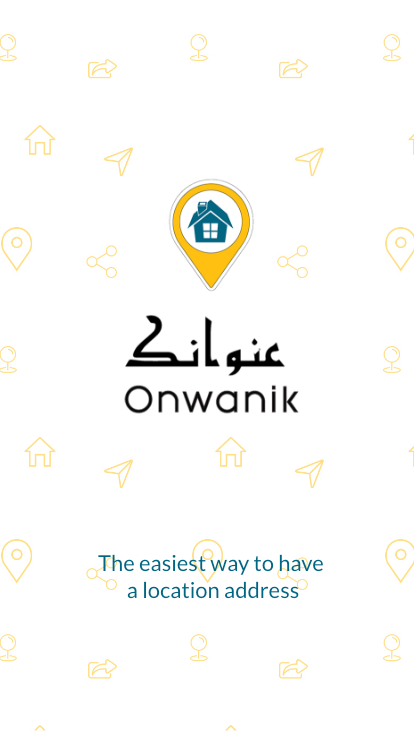 عنوانك
Onwanik
The easiest way to have
a location address